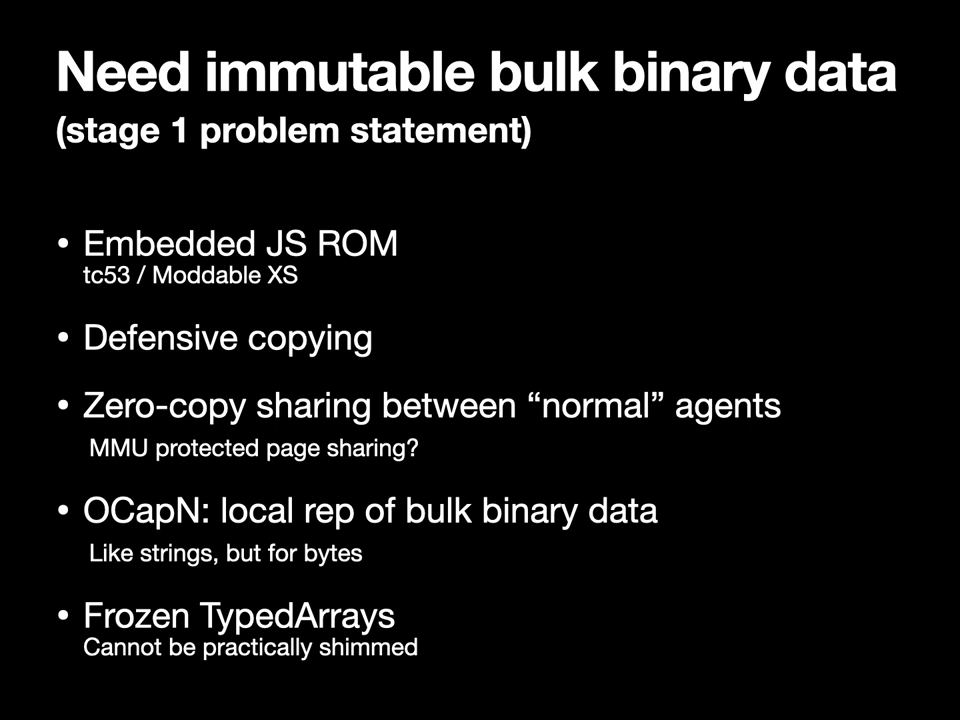 Need immutable bulk binary data
(stage 1 problem statement)
• Embedded JS ROM
tc53 / Moddable XS
• Defensive copying
• Zero-copy sharing between “normal” agents
MMU protected page sharing?
• OCapN: local rep of bulk binary data
Like strings, but for bytes
• Frozen TypedArrays
Cannot be practically shimmed